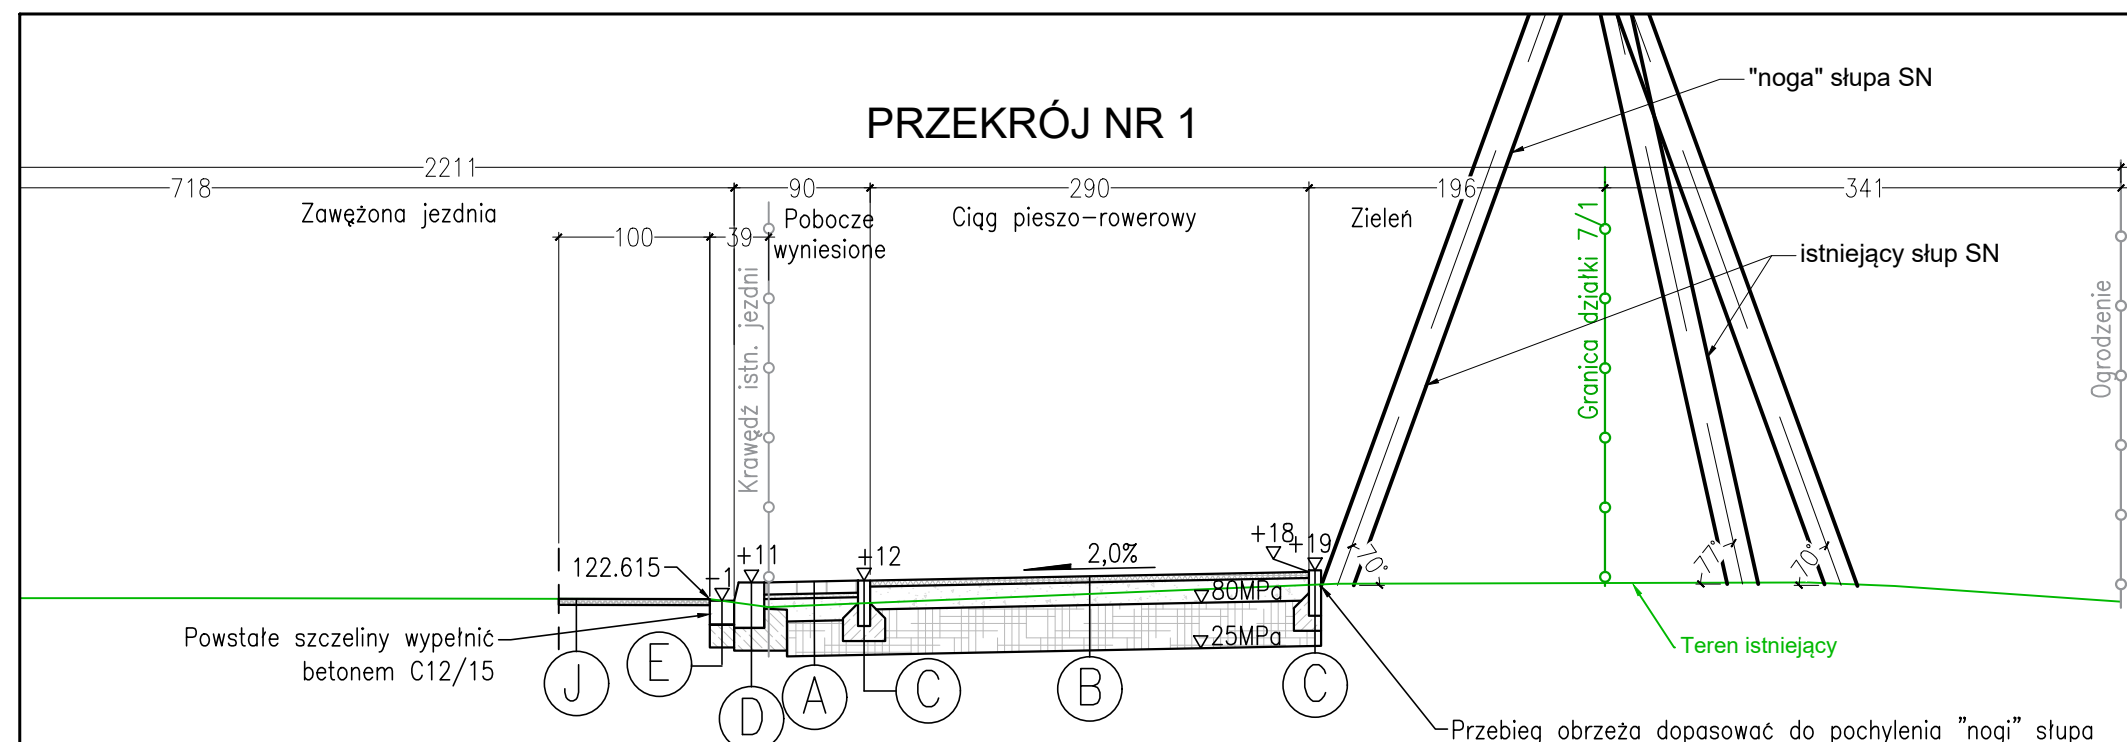 "noga" słupa SN
PRZEKRÓJ NR 1
2211
718
90
290
196
341
Zawężona jezdnia
Pobocze
wyniesione
Ciąg pieszo-rowerowy
Zieleń
100
39
Krawędź istn. jezdni
Granica działki 7/1
istniejący słup SN
Ogrodzenie
122.615
-1
+11
+12
2,0%
+18
+19
70°
77°
70°
80MPa
25MPa
Powstałe szczeliny wypełnić
betonem C12/15
Teren istniejący
J
E
D
A
C
B
C
Przebieg obrzeża dopasować do pochylenia "nogi" słupa